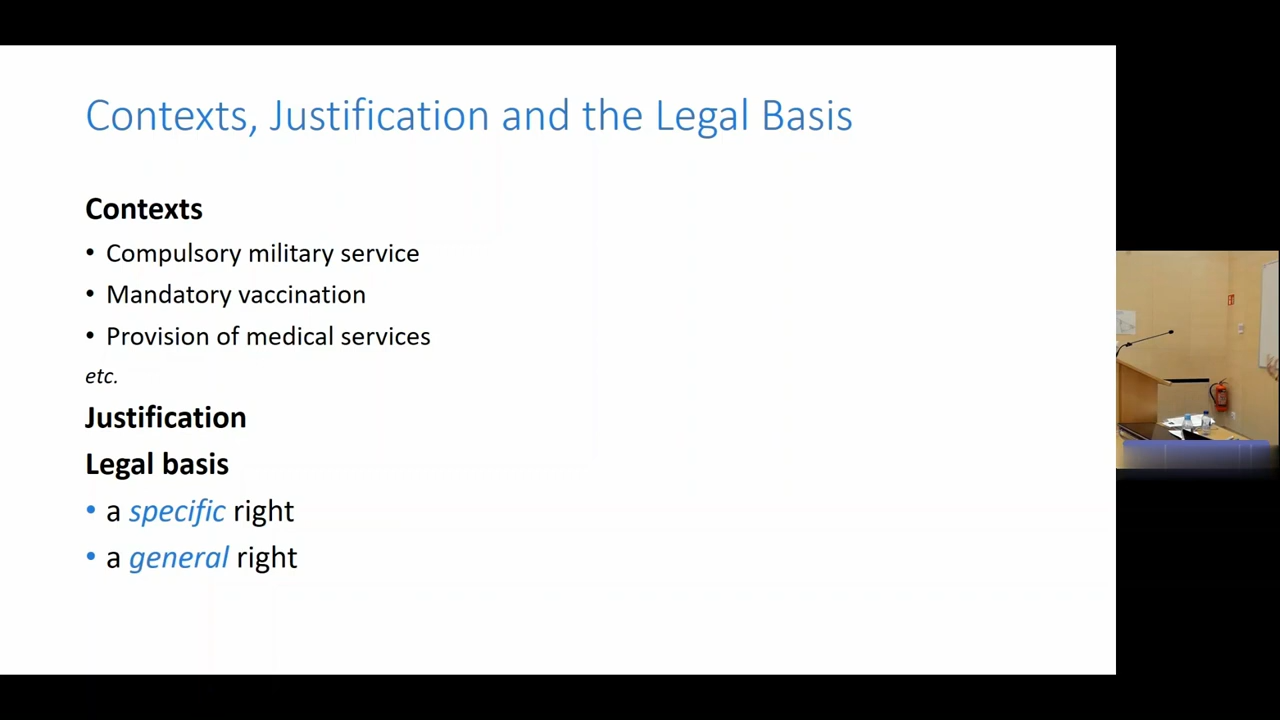 Contexts, Justification and the Legal Basis
Contexts
• Compulsory military service
• Mandatory vaccination
• Provision of medical services
etc.
Justification
Legal basis
• a specific right
• a general right